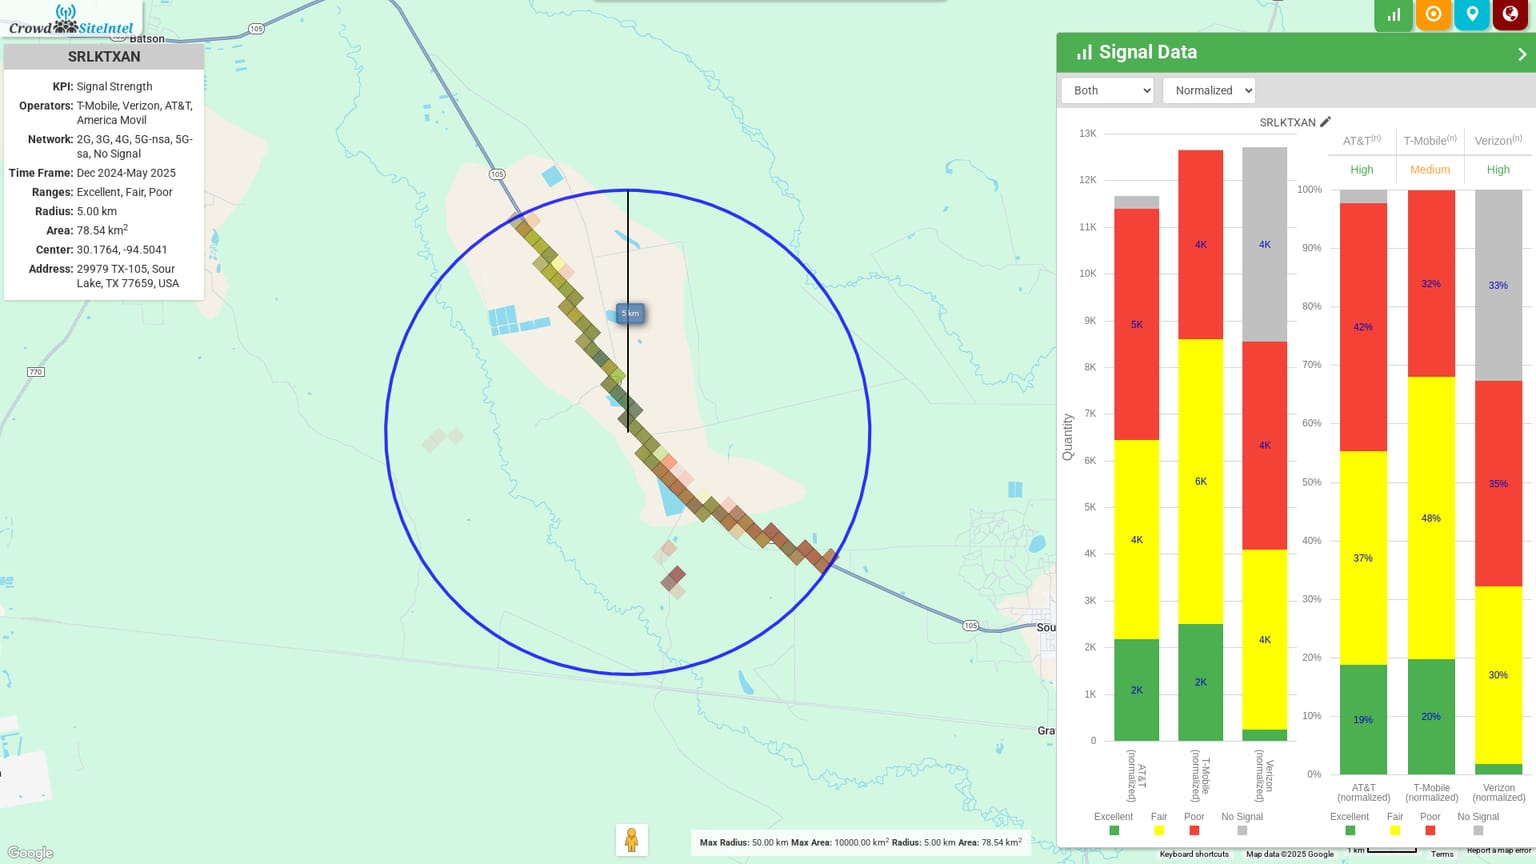 Crowd SiteIntel
Batson
105
SRLKTXAN
KPI: Signal Strength
Operators: T-Mobile, Verizon, AT&T,
America Movil
Network: 2G, 3G, 4G, 5G-nsa, 5G-
sa, No Signal
Time Frame: Dec 2024-May 2025
Ranges: Excellent, Fair, Poor
Radius: 5.00 km
Area: 78.54 km²
Center: 30.1764, -94.5041
Address: 29979 TX-105, Sour
Lake, TX 77659, USA
105
770
5 km
105
Sou
Gra
Google
Max Radius: 50.00 km Max Area: 10000.00 km² Radius: 5.00 km Area: 78.54 km²
Signal Data
Both
Normalized
SRLKTXAN
13K
12K
11K
10K
9K
8K
7K
6K
5K
4K
3K
2K
1K
0
Quantity
5K
4K
2K
4K
6K
2K
4K
4K
4K
AT&T
(normalized)
T-Mobile
(normalized)
Verizon
(normalized)
Excellent
Fair
Poor
No Signal
AT&T(n)
T-Mobile(n)
Verizon(n)
High
Medium
High
100%
90%
80%
70%
60%
50%
40%
30%
20%
10%
0%
42%
37%
19%
32%
48%
20%
33%
35%
30%
AT&T
(normalized)
T-Mobile
(normalized)
Verizon
(normalized)
Excellent
Fair
Poor
No Signal
Keyboard shortcuts
Map data ©2025 Google
1 km
Terms
Report a map error